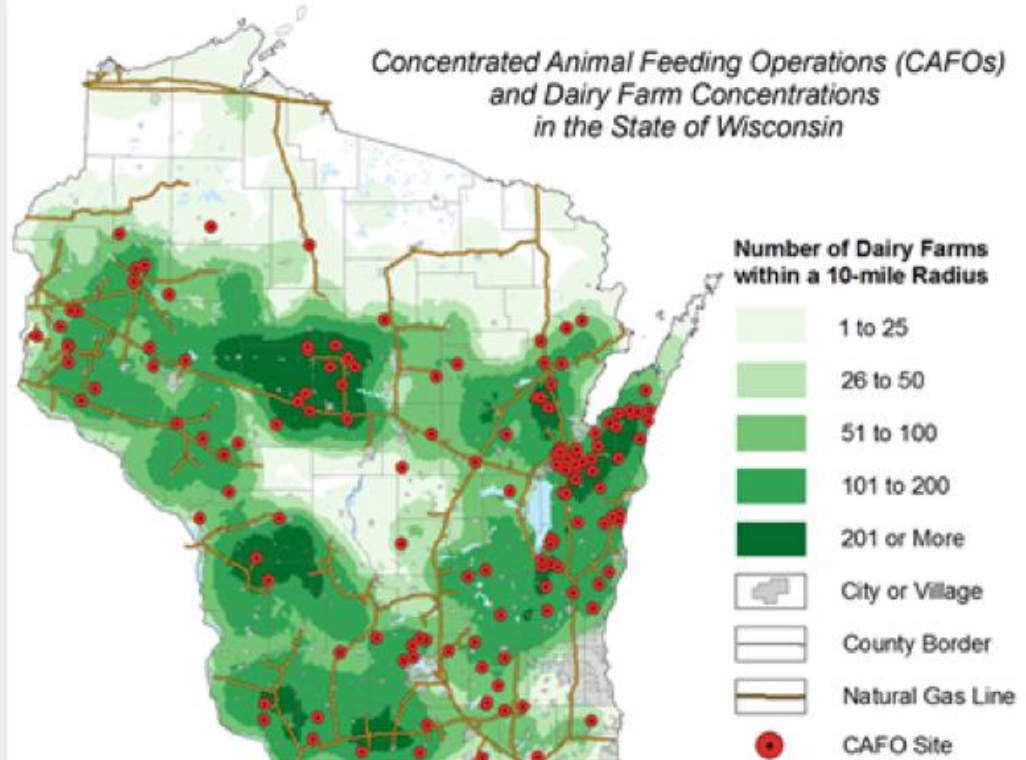 Concentrated Animal Feeding Operations (CAFOs)
and Dairy Farm Concentrations
in the State of Wisconsin
Number of Dairy Farms
within a 10-mile Radius
1 to 25
26 to 50
51 to 100
101 to 200
201 or More
City or Village
County Border
Natural Gas Line
CAFO Site